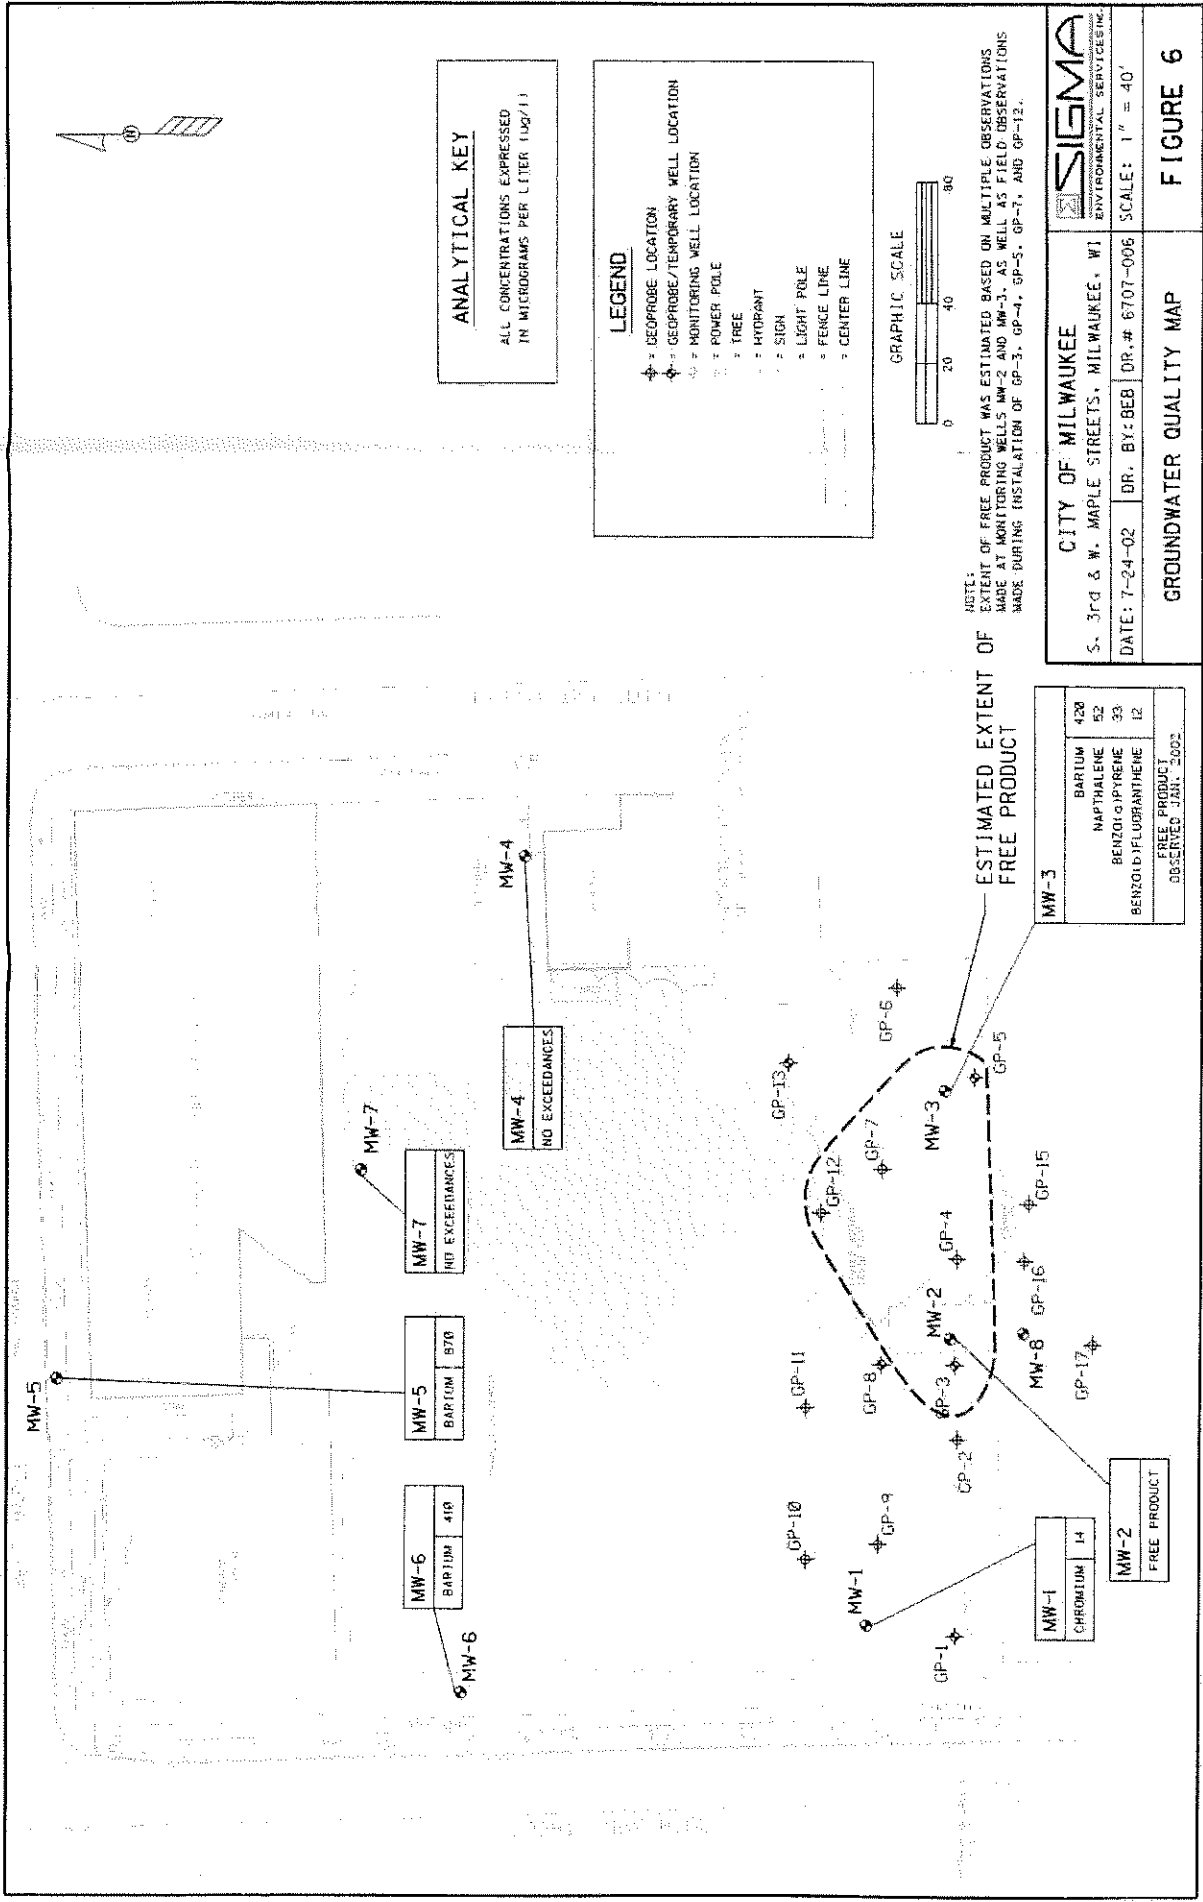 ANALYTICAL KEY
ALL CONCENTRATIONS EXPRESSED
IN MICROGRAMS PER LITER (ug/l)
LEGEND
= GEOPROBE LOCATION
= GEOPROBE/TEMPORARY WELL LOCATION
= MONITORING WELL LOCATION
= POWER POLE
= TREE
= HYDRANT
= SIGN
= LIGHT POLE
= FENCE LINE
= CENTER LINE
GRAPHIC SCALE
0 20 40 80
NOTE:
EXTENT OF FREE PRODUCT WAS ESTIMATED BASED ON MULTIPLE OBSERVATIONS
MADE AT MONITORING WELLS MW-2 AND MW-3, AS WELL AS FIELD OBSERVATIONS
MADE DURING INSTALATION OF GP-3, GP-4, GP-5, GP-7, AND GP-12.
CITY OF MILWAUKEE
S. 3rd & W. MAPLE STREETS, MILWAUKEE, WI
DATE: 7-24-02 DR. BY: BEB DR.# 6707-006 SCALE: 1" = 40'
GROUNDWATER QUALITY MAP
FIGURE 6
Σ SIGMA
ENVIRONMENTAL SERVICES INC.
N
MW-5
MW-5
BARIUM 870
MW-6
BARIUM 410
MW-6
MW-7
NO EXCEEDANCES
MW-7
MW-4
MW-4
NO EXCEEDANCES
GP-10
GP-11
GP-12
GP-13
MW-1
GP-9
GP-8
GP-7
GP-6
GP-1
GP-2
GP-3
MW-2
GP-4
MW-3
GP-5
MW-8
GP-16
GP-15
GP-17
ESTIMATED EXTENT OF
FREE PRODUCT
MW-1
CHROMIUM 14
MW-2
FREE PRODUCT
MW-3
BARIUM 420
NAPTHALENE 52
BENZO(a)PYRENE 33
BENZO(b)FLUORANTHENE 12
FREE PRODUCT
OBSERVED JAN. 2002